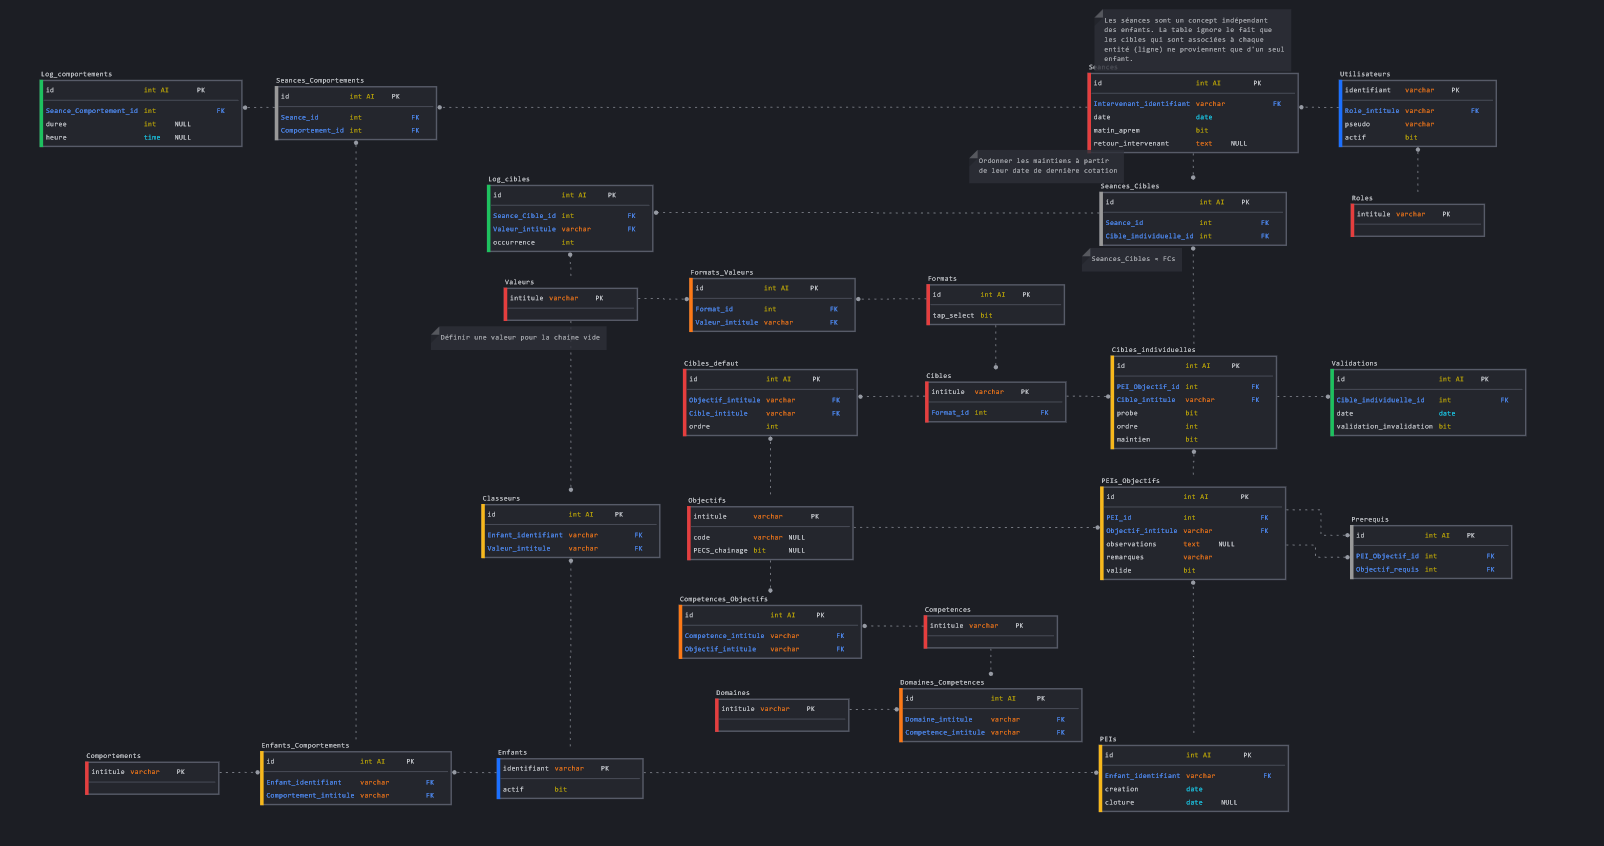 Les séances sont un concept indépendant
des enfants. La table ignore le fait que
les cibles qui sont associées à chaque
entité (ligne) ne proviennent que d'un seul
enfant.
Log_comportements
id int AI PK
Seance_Comportement_id int FK
duree int NULL
heure time NULL
Seances_Comportements
id int AI PK
Seance_id int FK
Comportement_id int FK
Seances
id int AI PK
Intervenant_identifiant varchar FK
date date
matin_aprem bit
retour_intervenant text NULL
Utilisateurs
identifiant varchar PK
Role_intitule varchar FK
pseudo varchar
actif bit
Ordonner les maintiens à partir
de leur date de dernière cotation
Log_cibles
id int AI PK
Seance_Cible_id int FK
Valeur_intitule varchar FK
occurrence int
Seances_Cibles
id int AI PK
Seance_id int FK
Cible_individuelle_id int FK
Roles
intitule varchar PK
Seances_Cibles = FCs
Valeurs
intitule varchar PK
Formats_Valeurs
id int AI PK
Format_id int FK
Valeur_intitule varchar FK
Formats
id int AI PK
tap_select bit
Définir une valeur pour la chaine vide
Cibles_defaut
id int AI PK
Objectif_intitule varchar FK
Cible_intitule varchar FK
ordre int
Cibles
intitule varchar PK
Format_id int FK
Cibles_individuelles
id int AI PK
PEI_Objectif_id int FK
Cible_intitule varchar FK
probe bit
ordre int
maintien bit
Validations
id int AI PK
Cible_individuelle_id int FK
date date
validation_invalidation bit
Classeurs
id int AI PK
Enfant_identifiant varchar FK
Valeur_intitule varchar FK
Objectifs
intitule varchar PK
code varchar NULL
PECS_chainage bit NULL
PEIs_Objectifs
id int AI PK
PEI_id int FK
Objectif_intitule varchar FK
observations text NULL
remarques varchar
valide bit
Prerequis
id int AI PK
PEI_Objectif_id int FK
Objectif_requis int FK
Competences_Objectifs
id int AI PK
Competence_intitule varchar FK
Objectif_intitule varchar FK
Competences
intitule varchar PK
Domaines
intitule varchar PK
Domaines_Competences
id int AI PK
Domaine_intitule varchar FK
Competence_intitule varchar FK
Comportements
intitule varchar PK
Enfants_Comportements
id int AI PK
Enfant_identifiant varchar FK
Comportement_intitule varchar FK
Enfants
identifiant varchar PK
actif bit
PEIs
id int AI PK
Enfant_identifiant varchar FK
creation date
cloture date NULL